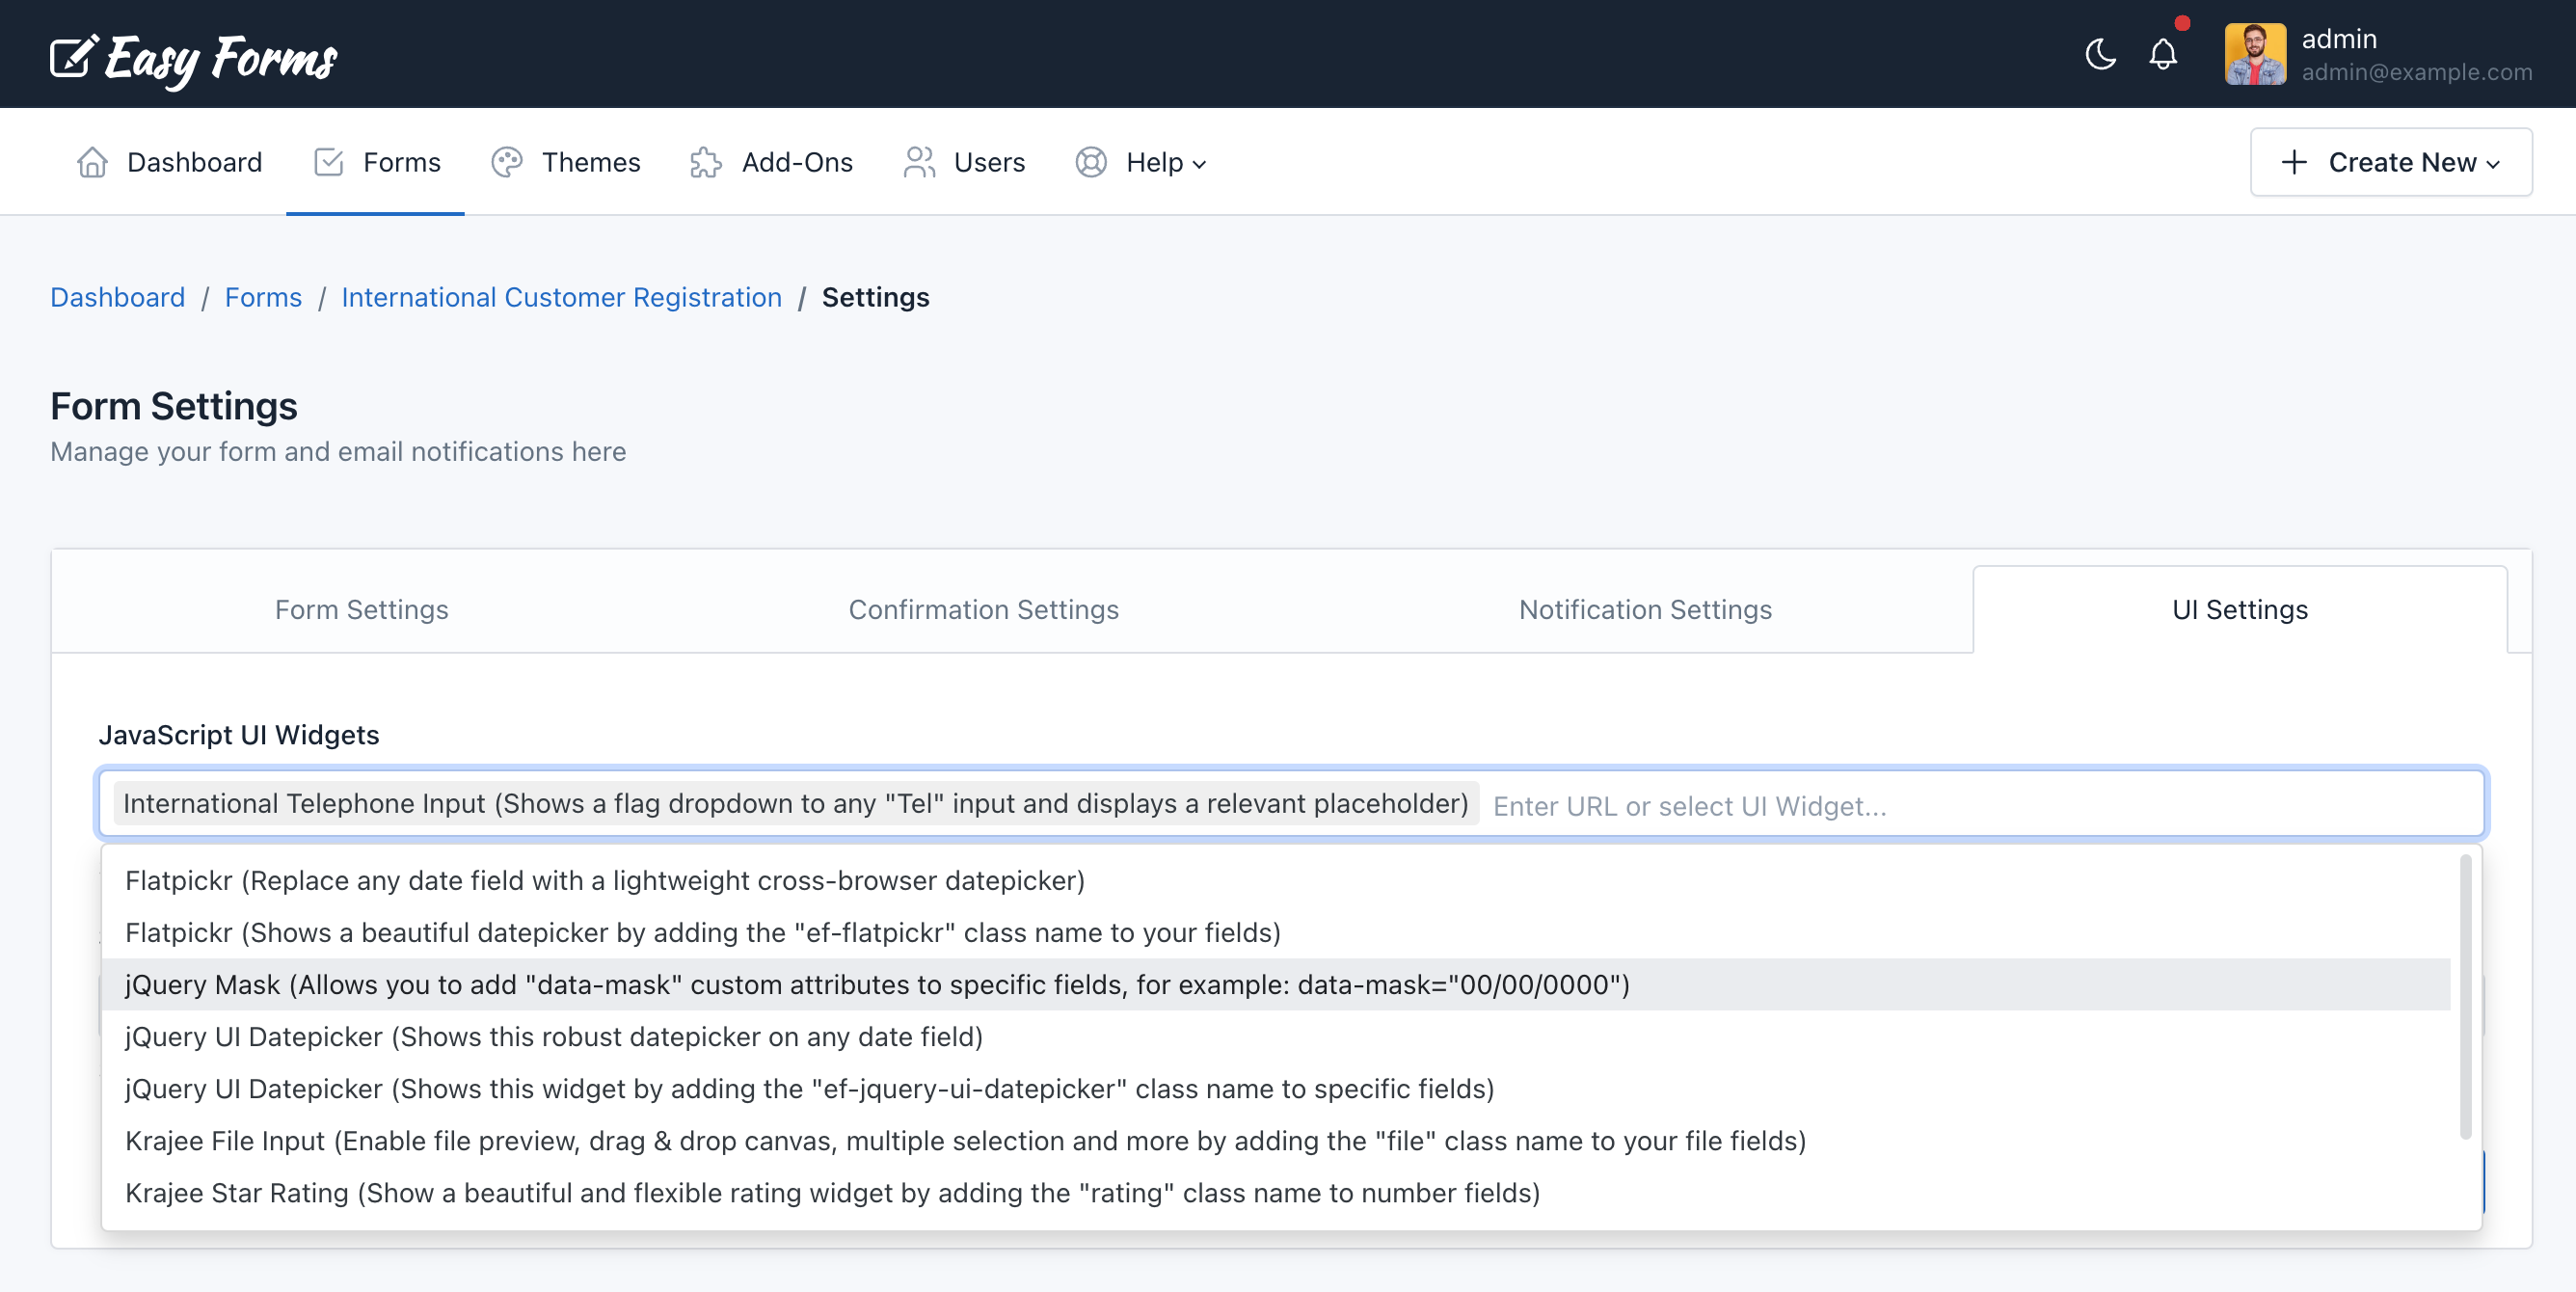 Easy Forms
admin
admin@example.com
Dashboard Forms Themes Add-Ons Users Help Create New
Dashboard / Forms / International Customer Registration / Settings
Form Settings
Manage your form and email notifications here
Form Settings Confirmation Settings Notification Settings UI Settings
JavaScript UI Widgets
International Telephone Input (Shows a flag dropdown to any "Tel" input and displays a relevant placeholder) Enter URL or select UI Widget...
Flatpickr (Replace any date field with a lightweight cross-browser datepicker)
Flatpickr (Shows a beautiful datepicker by adding the "ef-flatpickr" class name to your fields)
jQuery Mask (Allows you to add "data-mask" custom attributes to specific fields, for example: data-mask="00/00/0000")
jQuery UI Datepicker (Shows this robust datepicker on any date field)
jQuery UI Datepicker (Shows this widget by adding the "ef-jquery-ui-datepicker" class name to specific fields)
Krajee File Input (Enable file preview, drag & drop canvas, multiple selection and more by adding the "file" class name to your file fields)
Krajee Star Rating (Show a beautiful and flexible rating widget by adding the "rating" class name to number fields)